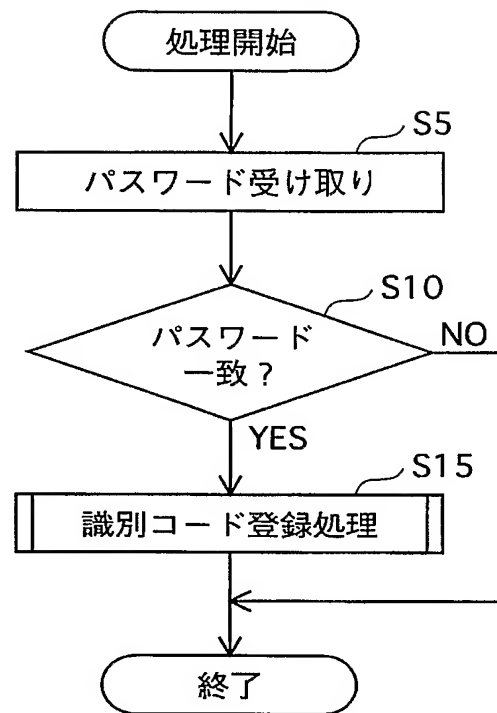 処理開始
S5
パスワード受け取り
S10
パスワード
一致？
NO
YES
S15
識別コード登録処理
終了